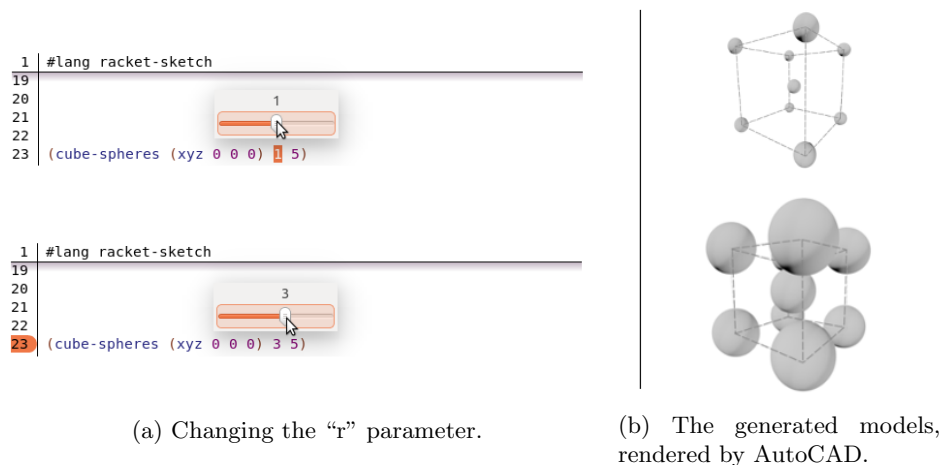 1 #lang racket-sketch
19
20
1
21
22
23 (cube-spheres (xyz 0 0 0) 1 5)
1 #lang racket-sketch
19
20
3
21
22
23 (cube-spheres (xyz 0 0 0) 3 5)
(a) Changing the “r” parameter.
(b) The generated models,
rendered by AutoCAD.